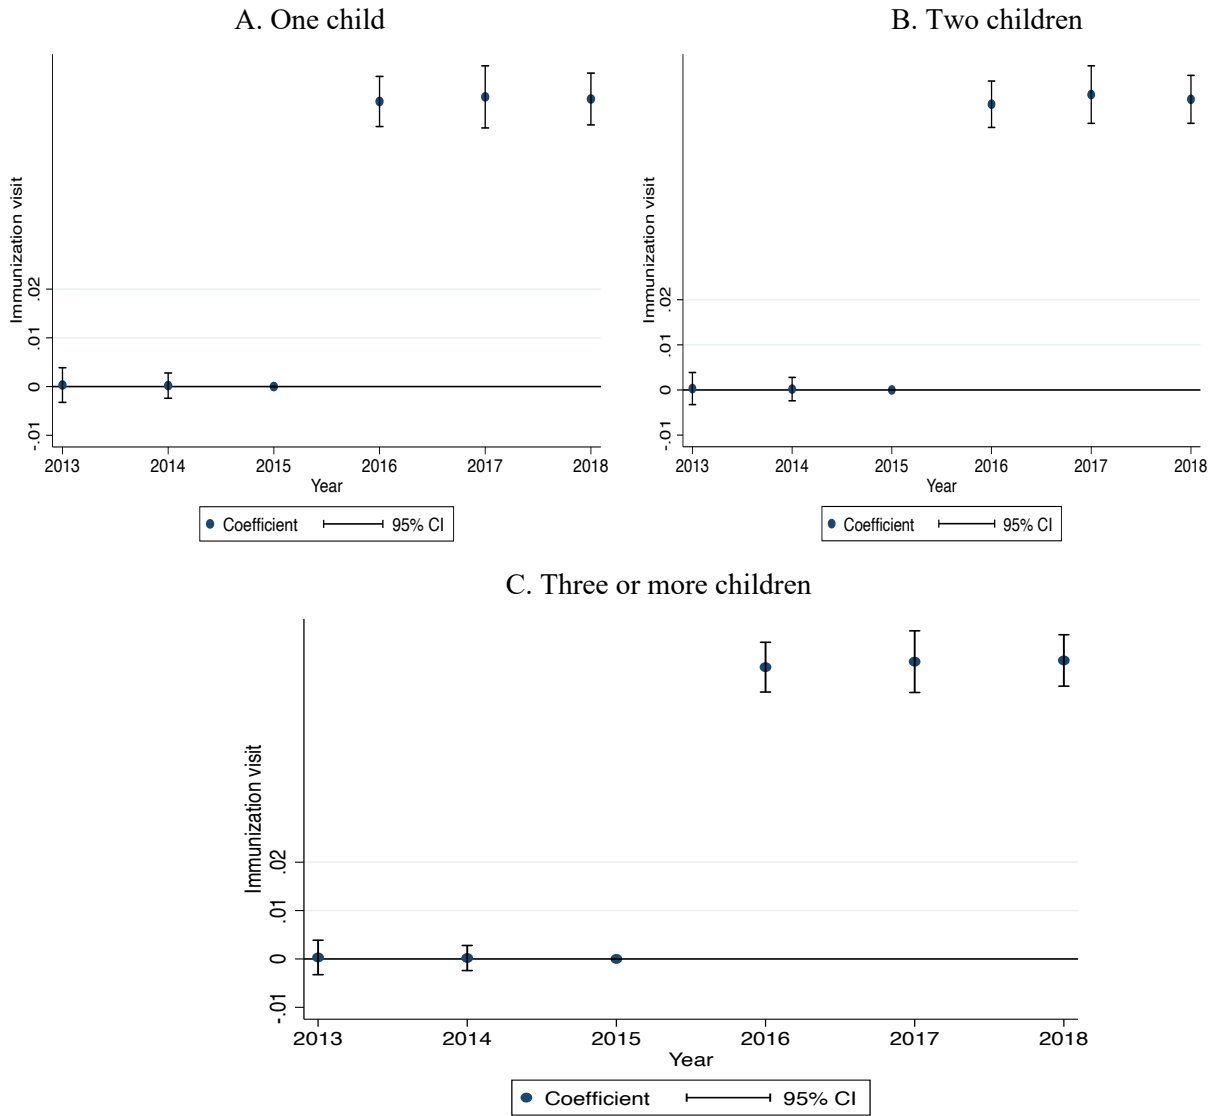 A. One child
Immunization visit
.02
.01
0
-.01
2013 2014 2015 2016 2017 2018
Year
Coefficient 95% CI
B. Two children
Immunization visit
.02
.01
0
-.01
2013 2014 2015 2016 2017 2018
Year
Coefficient 95% CI
C. Three or more children
Immunization visit
.02
.01
0
-.01
2013 2014 2015 2016 2017 2018
Year
Coefficient 95% CI